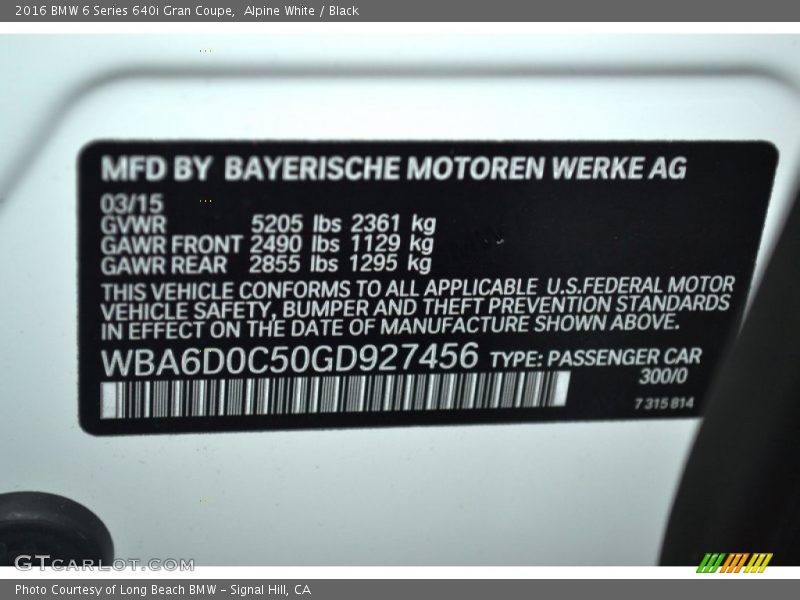 2016 BMW 6 Series 640i Gran Coupe,  Alpine White / Black
MFD BY BAYERISCHE MOTOREN WERKE AG
03/15
GVWR 5205 lbs 2361 kg
GAWR FRONT 2490 lbs 1129 kg
GAWR REAR 2855 lbs 1295 kg
THIS VEHICLE CONFORMS TO ALL APPLICABLE U.S.FEDERAL MOTOR
VEHICLE SAFETY, BUMPER AND THEFT PREVENTION STANDARDS
IN EFFECT ON THE DATE OF MANUFACTURE SHOWN ABOVE.
WBA6D0C50GD927456 TYPE: PASSENGER CAR
300/0
7 315 814
GTCARLOT.COM
Photo Courtesy of Long Beach BMW - Signal Hill, CA